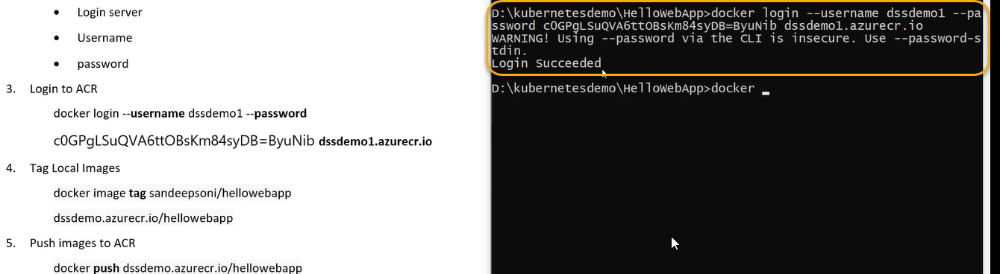 • Login server
• Username
• password
3. Login to ACR
docker login --username dssdemo1 --password
c0GPgLSuQVA6ttOBsKm84syDB=ByuNib dssdemo1.azurecr.io
4. Tag Local Images
docker image tag sandeepsoni/hellowebapp
dssdemo.azurecr.io/hellowebapp
5. Push images to ACR
docker push dssdemo.azurecr.io/hellowebapp
D:\kubernetesdemo\HelloWebApp>docker login --username dssdemo1 --pa
ssword c0GPgLSuQVA6ttOBsKm84syDB=ByuNib dssdemo1.azurecr.io
WARNING! Using --password via the CLI is insecure. Use --password-s
tdin.
Login Succeeded
D:\kubernetesdemo\HelloWebApp>docker